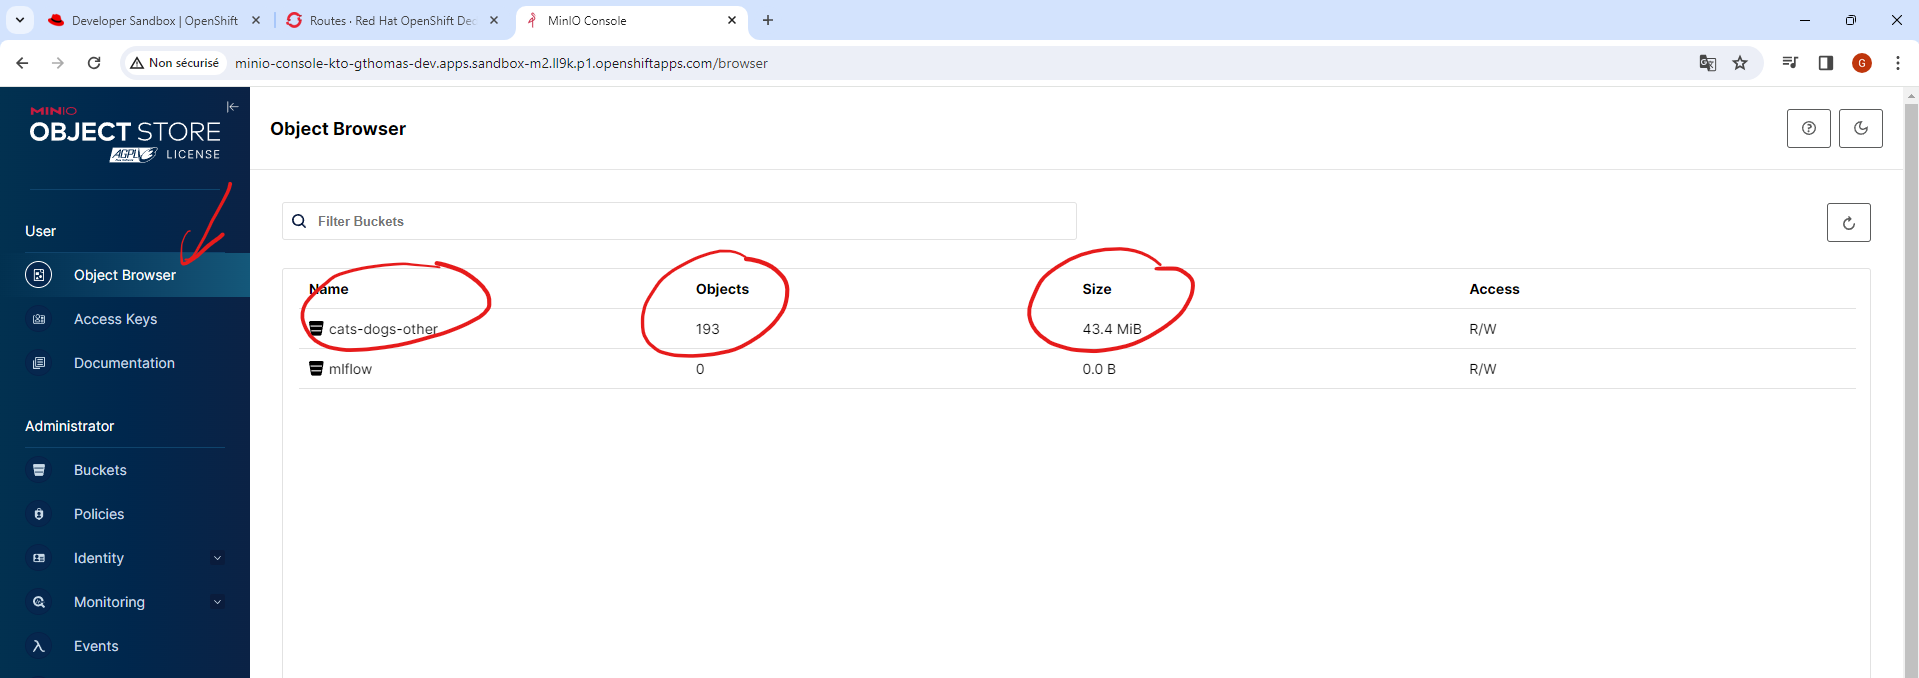 Developer Sandbox | OpenShift
Routes · Red Hat OpenShift De
MinIO Console
Non sécurisé
minio-console-kto-gthomas-dev.apps.sandbox-m2.ll9k.p1.openshiftapps.com/browser
G
MINIO
OBJECT STORE
AGPLv3 LICENSE
Object Browser
User
Filter Buckets
Object Browser
Name Objects Size Access
Access Keys
cats-dogs-other 193 43.4 MiB R/W
Documentation
mlflow 0 0.0 B R/W
Administrator
Buckets
Policies
Identity
Monitoring
Events